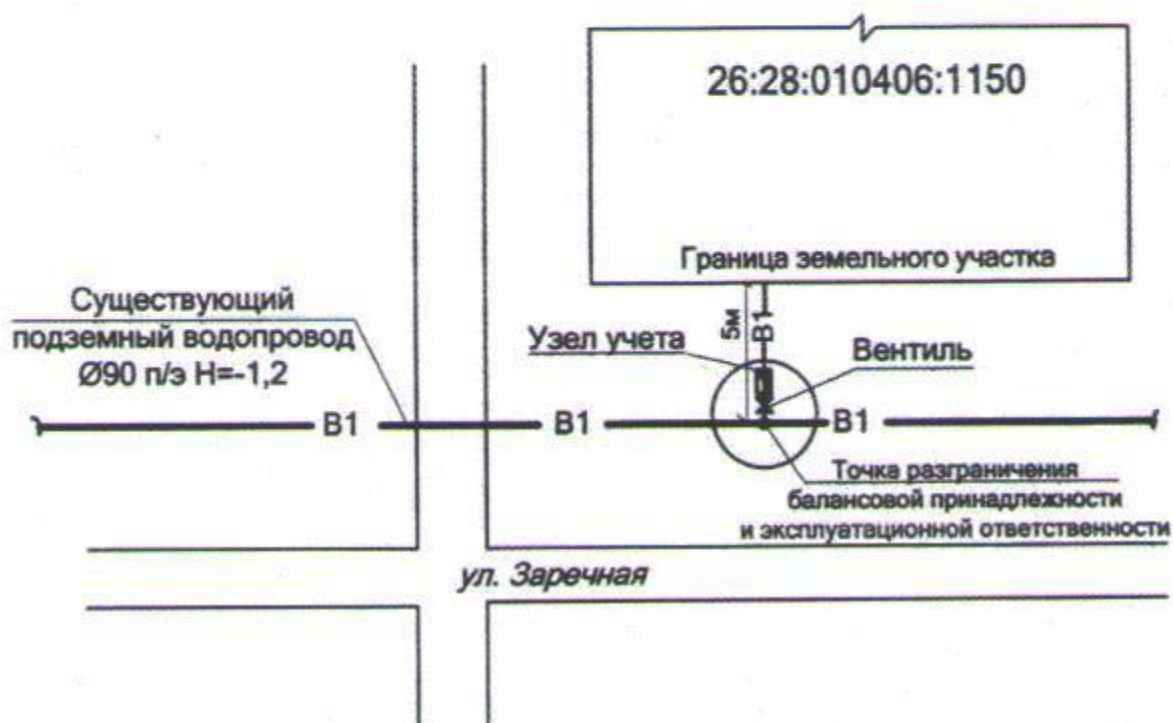 26:28:010406:1150
Граница земельного участка
Существующий
подземный водопровод
Ø90 п/э Н=-1,2
5м
В1
Узел учета
Вентиль
В1
В1
В1
Точка разграничения
балансовой принадлежности
и эксплуатационной ответственности
ул. Заречная